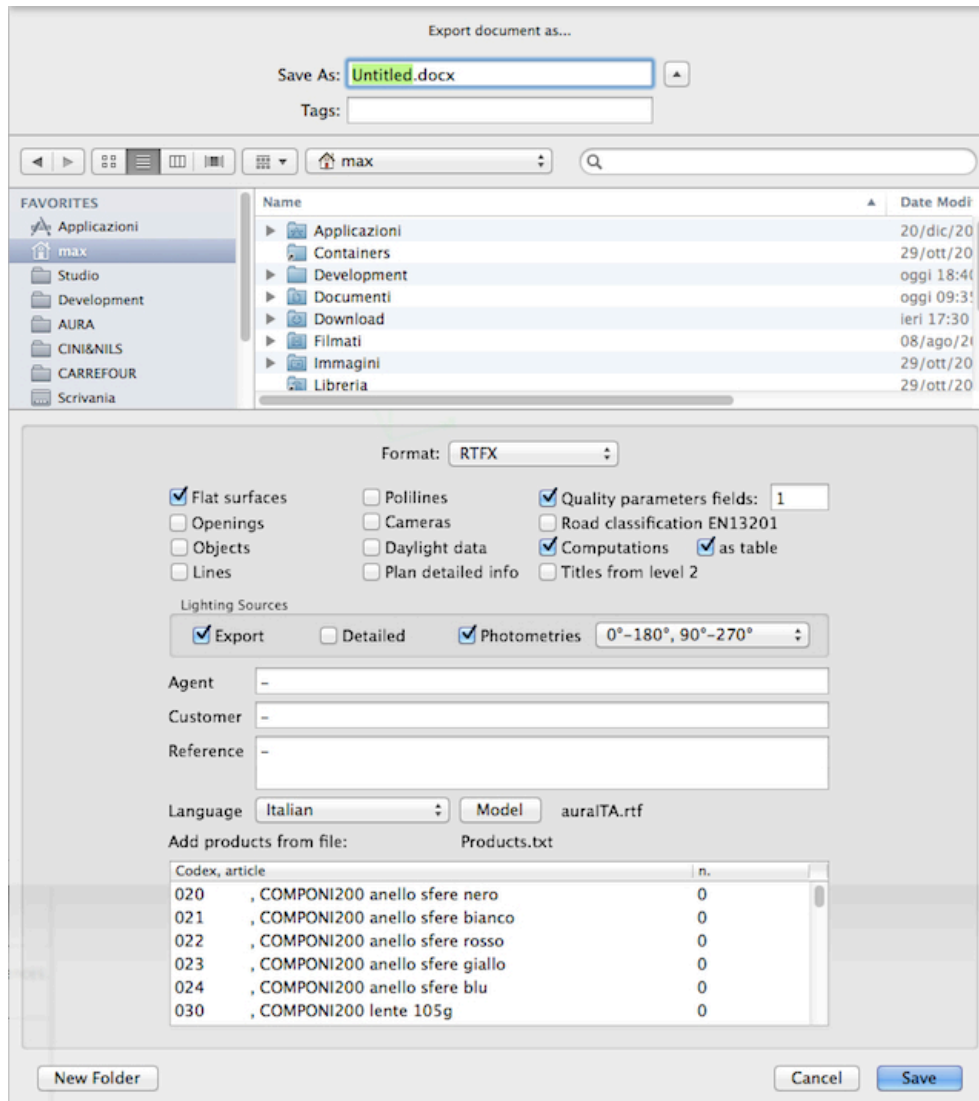 Export document as...
Save As: Untitled.docx
Tags:
max
FAVORITES
Applicazioni
max
Studio
Development
AURA
CINI&NILS
CARREFOUR
Scrivania
Name Date Modi
Applicazioni 20/dic/20
Containers 29/ott/20
Development oggi 18:40
Documenti oggi 09:35
Download ieri 17:30
Filmati 08/ago/20
Immagini 29/ott/20
Libreria 29/ott/20
Format: RTFX
Flat surfaces Polilines Quality parameters fields: 1
Openings Cameras Road classification EN13201
Objects Daylight data Computations as table
Lines Plan detailed info Titles from level 2
Lighting Sources
Export Detailed Photometries 0°-180°, 90°-270°
Agent –
Customer –
Reference –
Language Italian Model auraITA.rtf
Add products from file: Products.txt
Codex, article n.
020 , COMPONI200 anello sfere nero 0
021 , COMPONI200 anello sfere bianco 0
022 , COMPONI200 anello sfere rosso 0
023 , COMPONI200 anello sfere giallo 0
024 , COMPONI200 anello sfere blu 0
030 , COMPONI200 lente 105g 0
New Folder Cancel Save